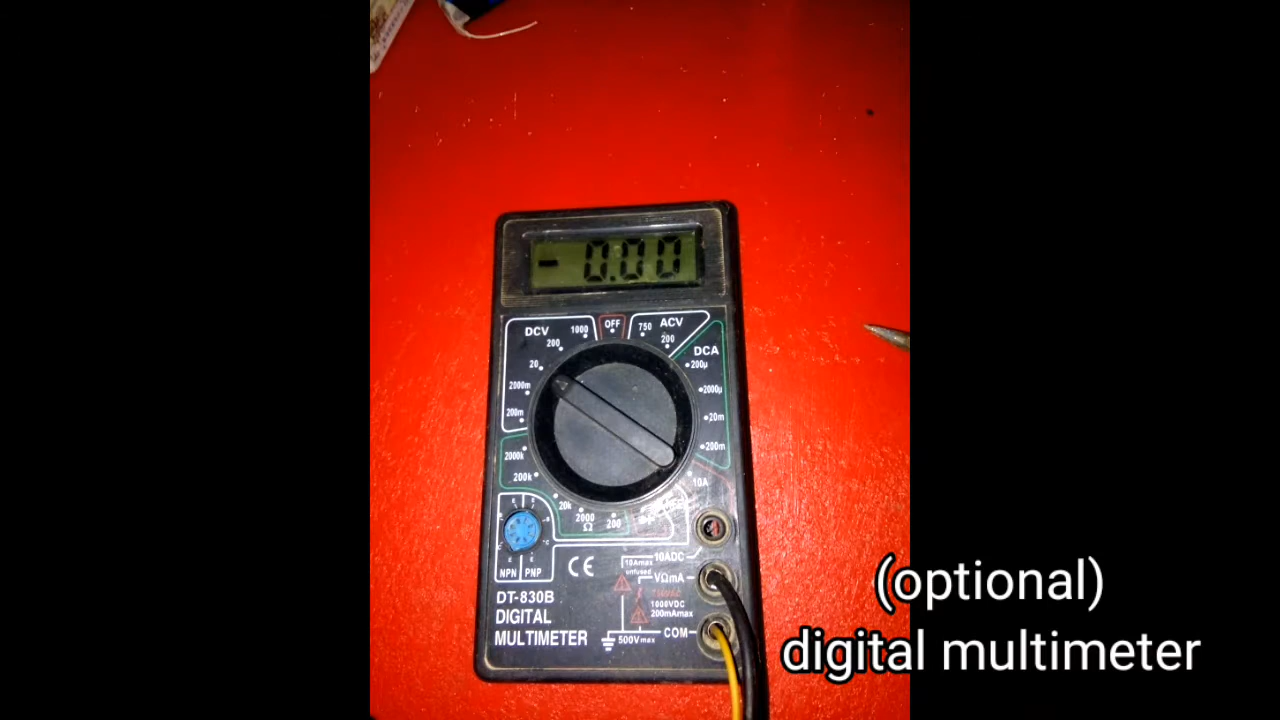 - 0.00
DCV 1000 OFF 750 ACV
200 200
DCA
20 200µ
2000m 2000µ
200m 20m
2000k 200m
200k 10A
20k
2000 200
Ω
10ADC
10Amax
unfused
VΩmA
NPN PNP
CE
1000VDC
200mAmax
DT-830B
DIGITAL
MULTIMETER
COM
500Vmax
(optional)
digital multimeter